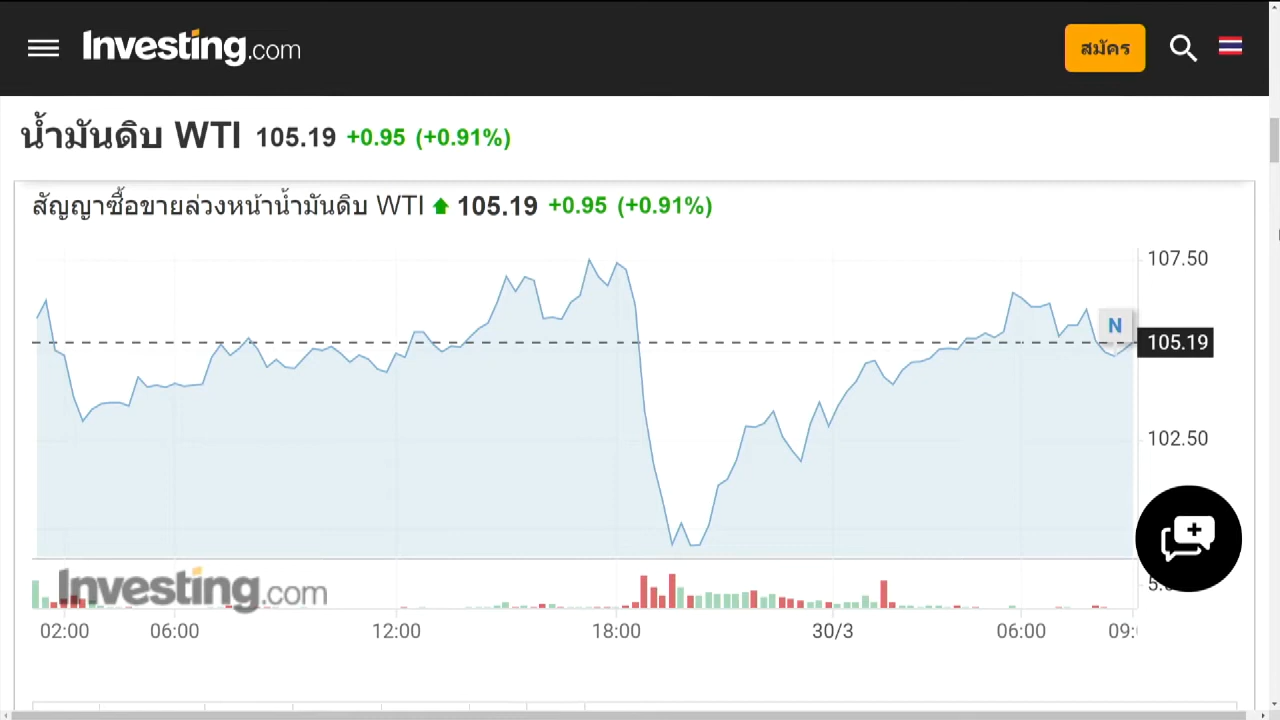 Investing.com
สมัคร
น้ำมันดิบ WTI 105.19 +0.95 (+0.91%)
สัญญาซื้อขายล่วงหน้าน้ำมันดิบ WTI 105.19 +0.95 (+0.91%)
107.50
N
105.19
102.50
Investing.com
02:00 06:00 12:00 18:00 30/3 06:00